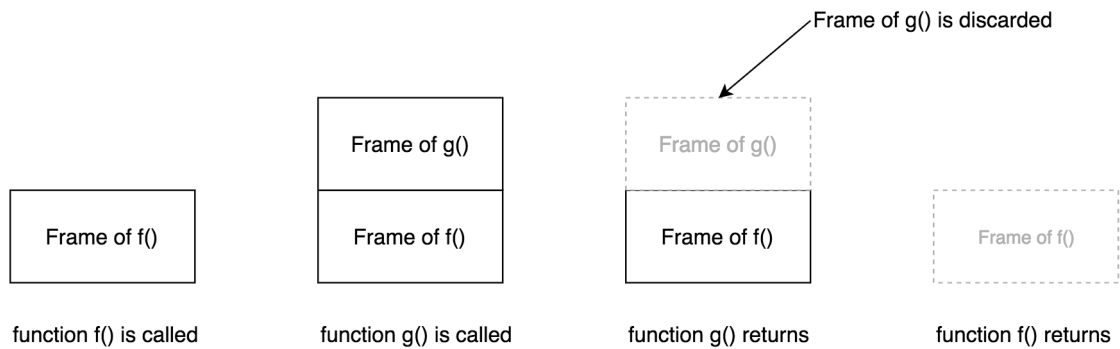 Frame of g() is discarded
Frame of g()
Frame of g()
Frame of f()
Frame of f()
Frame of f()
Frame of f()
function f() is called
function g() is called
function g() returns
function f() returns